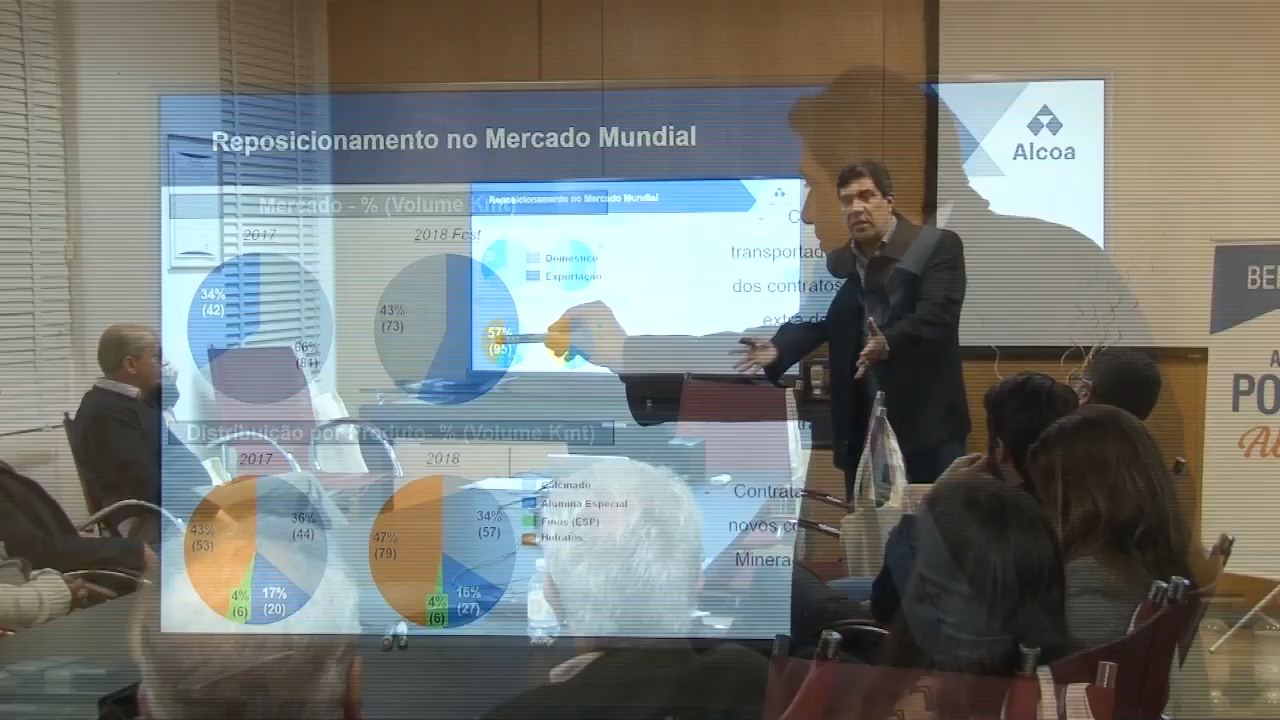 Reposicionamento no Mercado Mundial
Alcoa
Mercado - % (Volume Kmt)
2017
2018 Fcst
34%
(42)
66%
(81)
43%
(73)
57%
(95)
Reposicionamento no Mercado Mundial
Doméstico
Exportação
transportad
dos contratos
Distribuição por Produto - % (Volume Kmt)
2017
2018
43%
(53)
36%
(44)
4%
(6)
17%
(20)
47%
(79)
34%
(57)
4%
(6)
16%
(27)
Calcinado
Alumina Especial
Finos (ESP)
Hidratos
Contrata
novos co
Minera
BE
PO